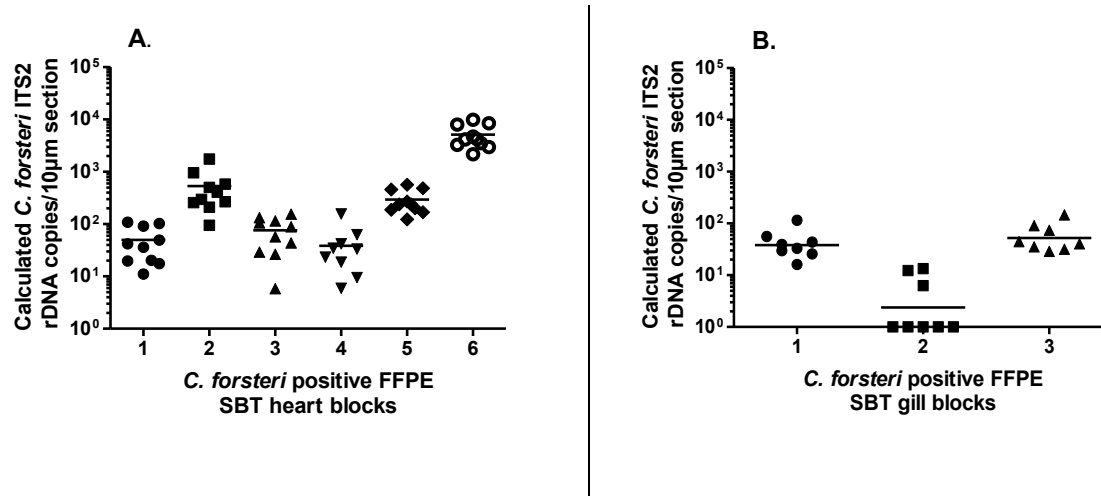 A.
Calculated C. forsteri ITS2
rDNA copies/10µm section
10⁵
10⁴
10³
10²
10¹
10⁰
1 2 3 4 5 6
C. forsteri positive FFPE
SBT heart blocks
B.
Calculated C. forsteri ITS2
rDNA copies/10µm section
10⁵
10⁴
10³
10²
10¹
10⁰
1 2 3
C. forsteri positive FFPE
SBT gill blocks